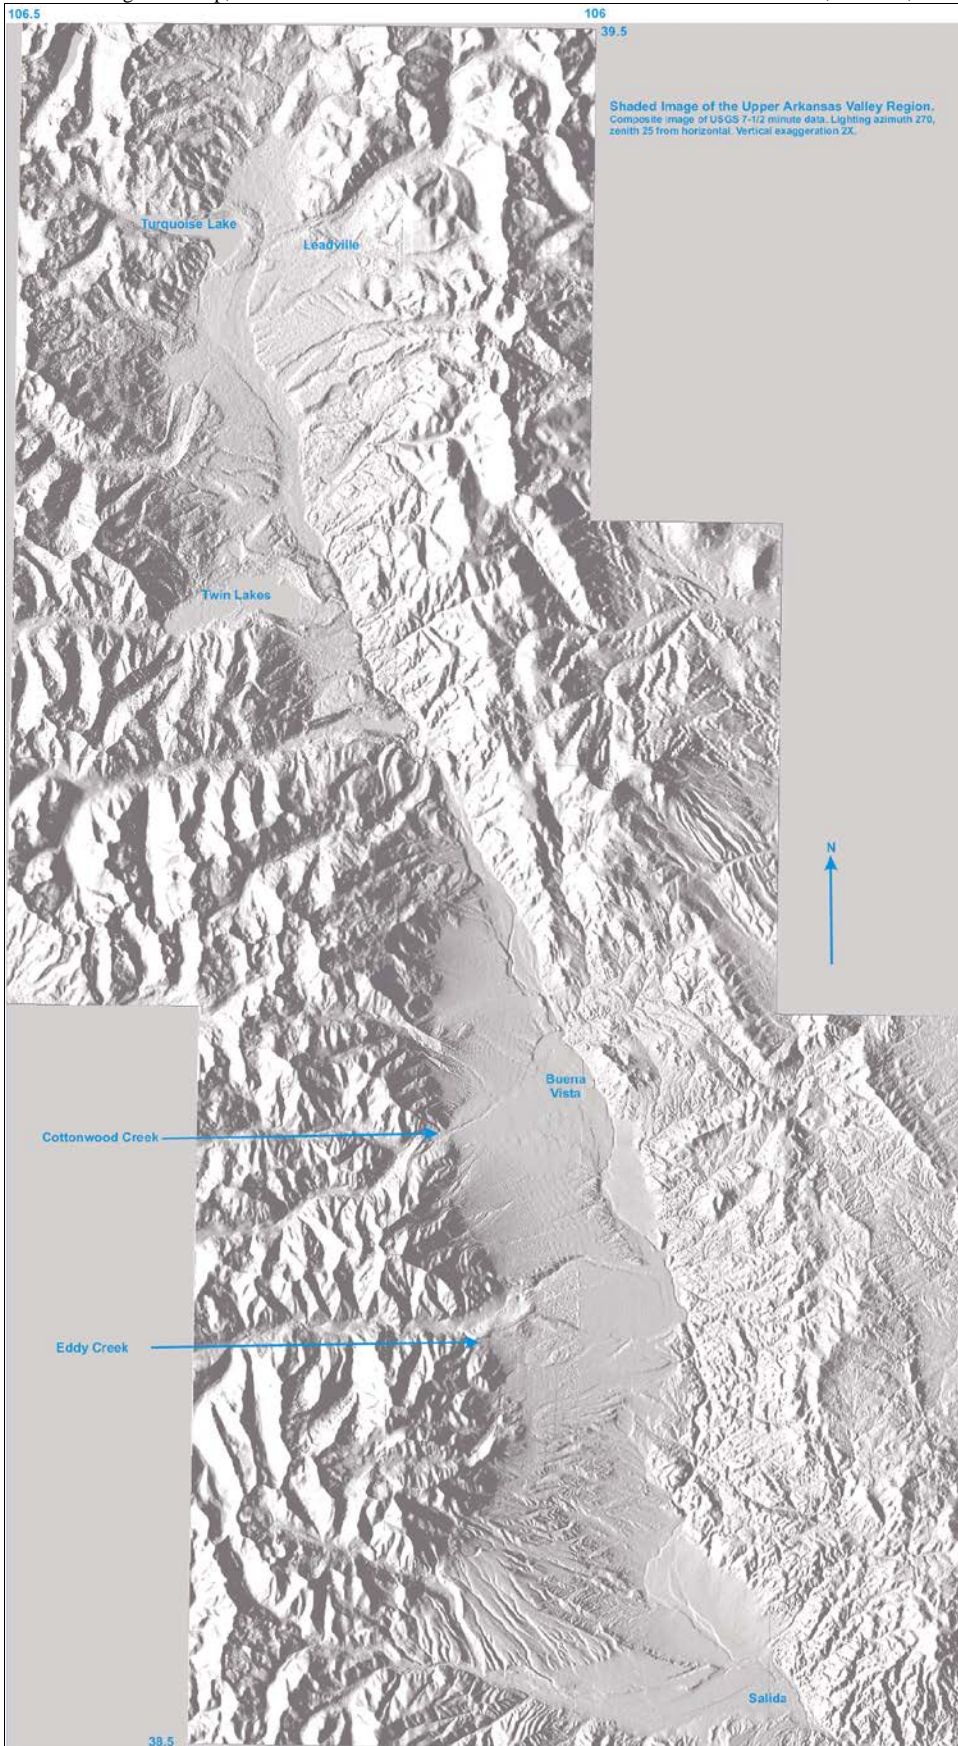 106.5
106
39.5
Shaded Image of the Upper Arkansas Valley Region.
Composite image of USGS 7-1/2 minute data. Lighting azimuth 270,
zenith 25 from horizontal. Vertical exaggeration 2X.
Turquoise Lake
Leadville
Twin Lakes
N
Buena
Vista
Cottonwood Creek
Eddy Creek
Salida
38.5